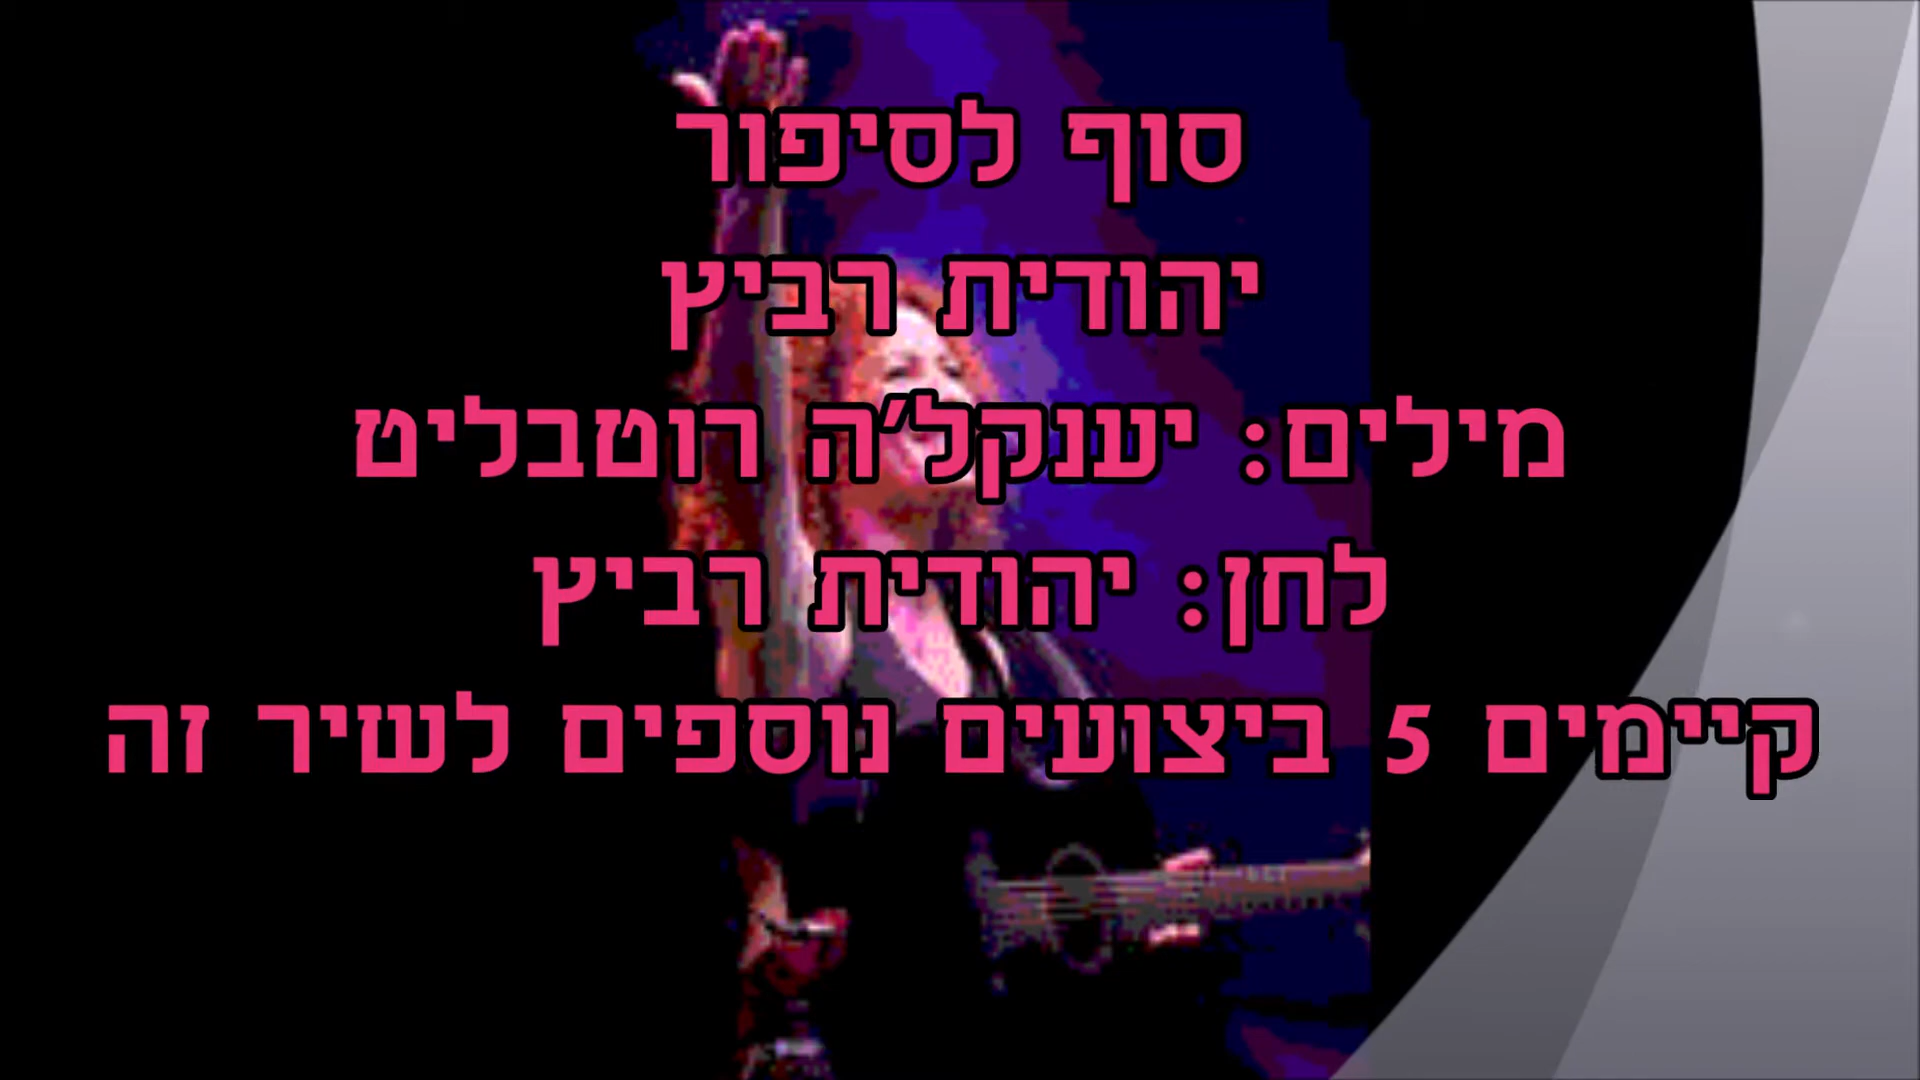 סוף לסיפור
יהודית רביץ
מילים: יענקל'ה רוטבליט
לחן: יהודית רביץ
קיימים 5 ביצועים נוספים לשיר זה